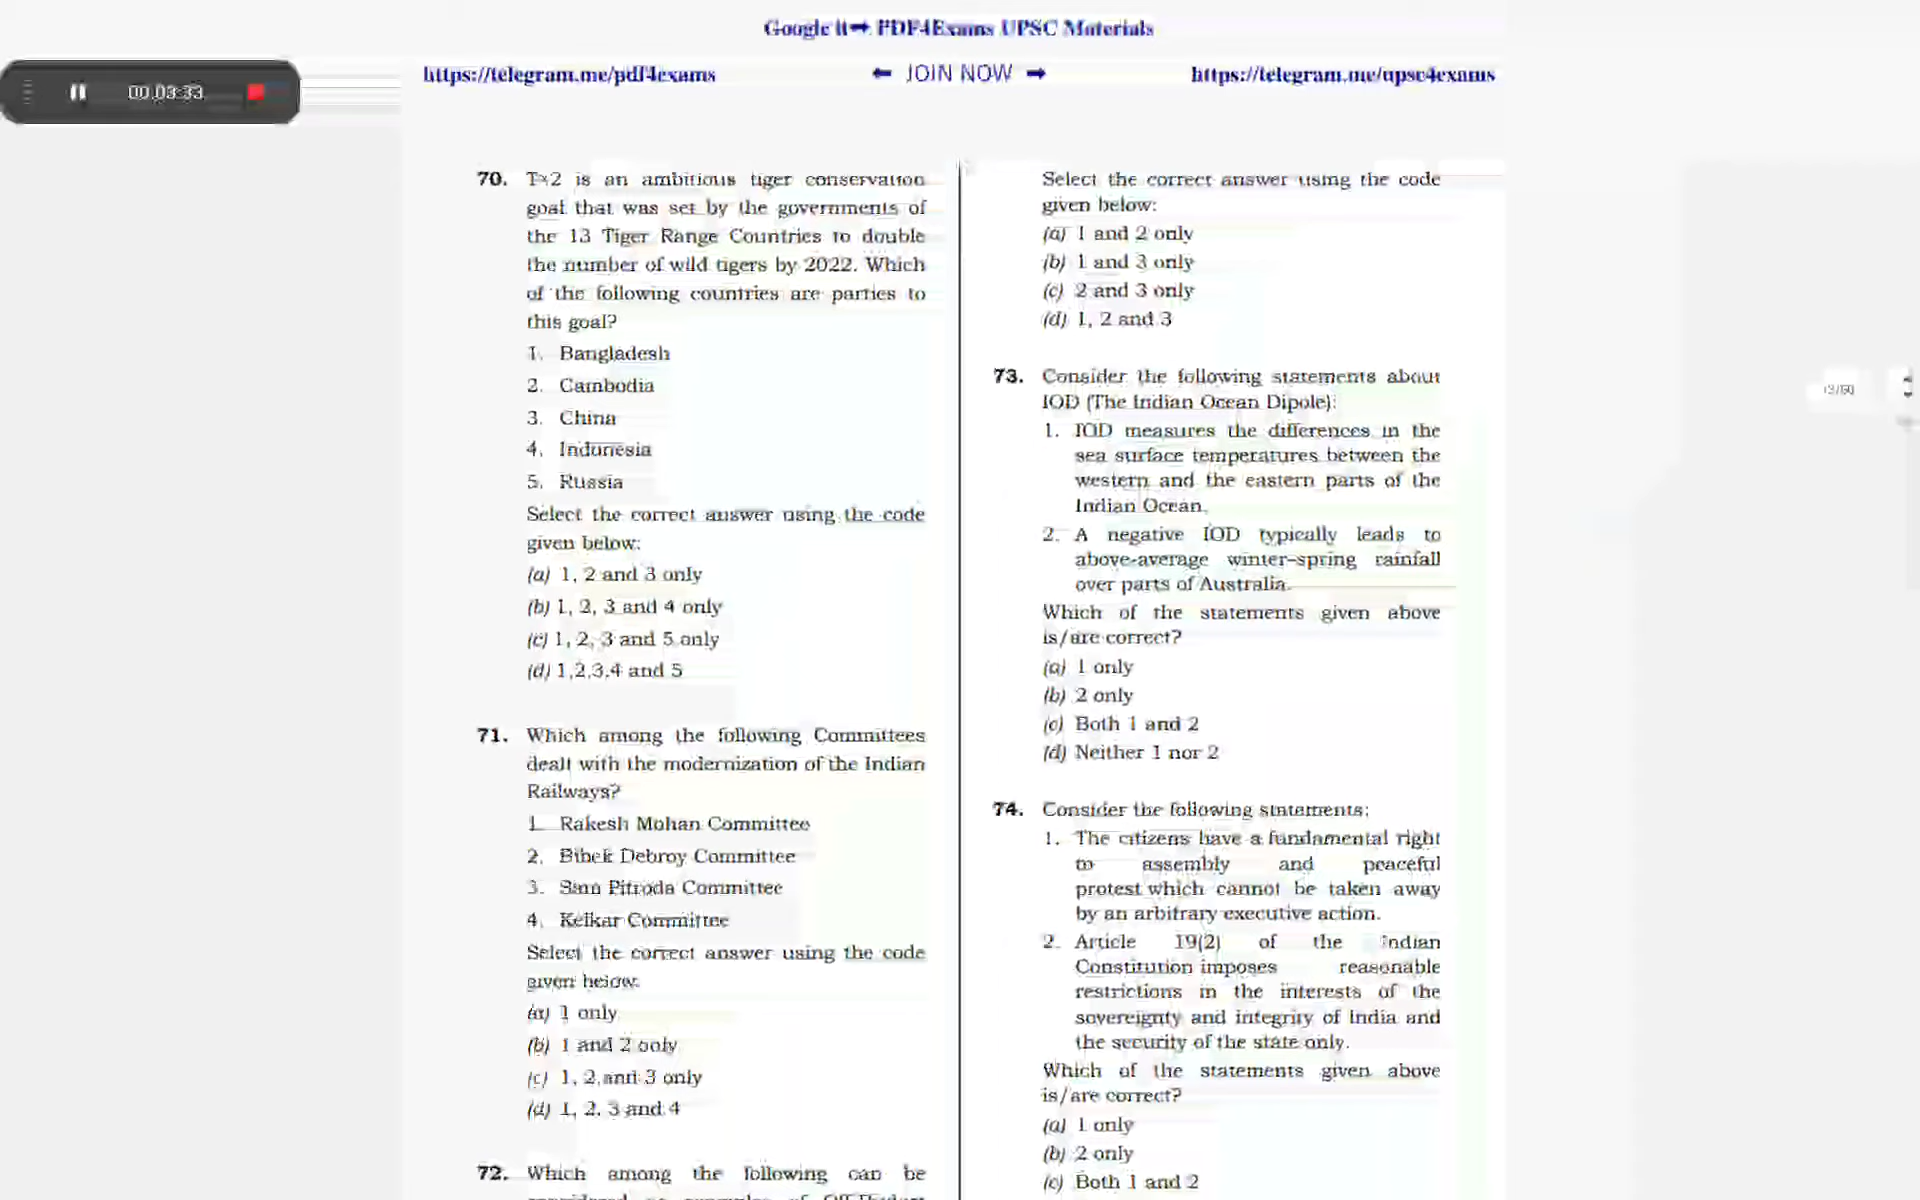 Google it➡ PDF4Exams UPSC Materials
https://telegram.me/pdf4exams ⬅ JOIN NOW ➡ https://telegram.me/upsc4exams
00:03:33
70. T×2 is an ambitious tiger conservation
goal that was set by the governments of
the 13 Tiger Range Countries to double
the number of wild tigers by 2022. Which
of the following countries are parties to
this goal?
1. Bangladesh
2. Cambodia
3. China
4. Indonesia
5. Russia
Select the correct answer using the code
given below:
(a) 1, 2 and 3 only
(b) 1, 2, 3 and 4 only
(c) 1, 2, 3 and 5 only
(d) 1,2,3,4 and 5
71. Which among the following Committees
dealt with the modernization of the Indian
Railways?
1. Rakesh Mohan Committee
2. Bibek Debroy Committee
3. Sam Pitroda Committee
4. Kelkar Committee
Select the correct answer using the code
given below:
(a) 1 only
(b) 1 and 2 only
(c) 1, 2 and 3 only
(d) 1, 2, 3 and 4
72. Which among the following can be
Select the correct answer using the code
given below:
(a) 1 and 2 only
(b) 1 and 3 only
(c) 2 and 3 only
(d) 1, 2 and 3
73. Consider the following statements about
IOD (The Indian Ocean Dipole):
1. IOD measures the differences in the
sea surface temperatures between the
western and the eastern parts of the
Indian Ocean.
2. A negative IOD typically leads to
above-average winter–spring rainfall
over parts of Australia.
Which of the statements given above
is/are correct?
(a) 1 only
(b) 2 only
(c) Both 1 and 2
(d) Neither 1 nor 2
74. Consider the following statements:
1. The citizens have a fundamental right
to assembly and peaceful
protest which cannot be taken away
by an arbitrary executive action.
2. Article 19(2) of the Indian
Constitution imposes reasonable
restrictions in the interests of the
sovereignty and integrity of India and
the security of the state only.
Which of the statements given above
is/are correct?
(a) 1 only
(b) 2 only
(c) Both 1 and 2